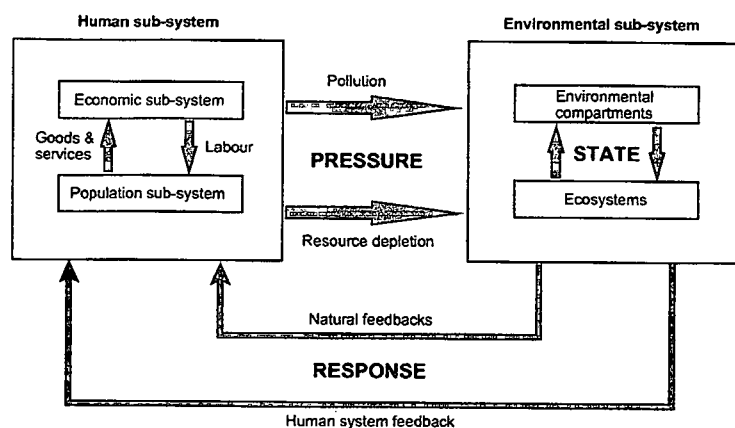 Human sub-system
Environmental sub-system
Economic sub-system
Goods &
services
Labour
Population sub-system
Pollution
PRESSURE
Resource depletion
Environmental
compartments
STATE
Ecosystems
Natural feedbacks
RESPONSE
Human system feedback